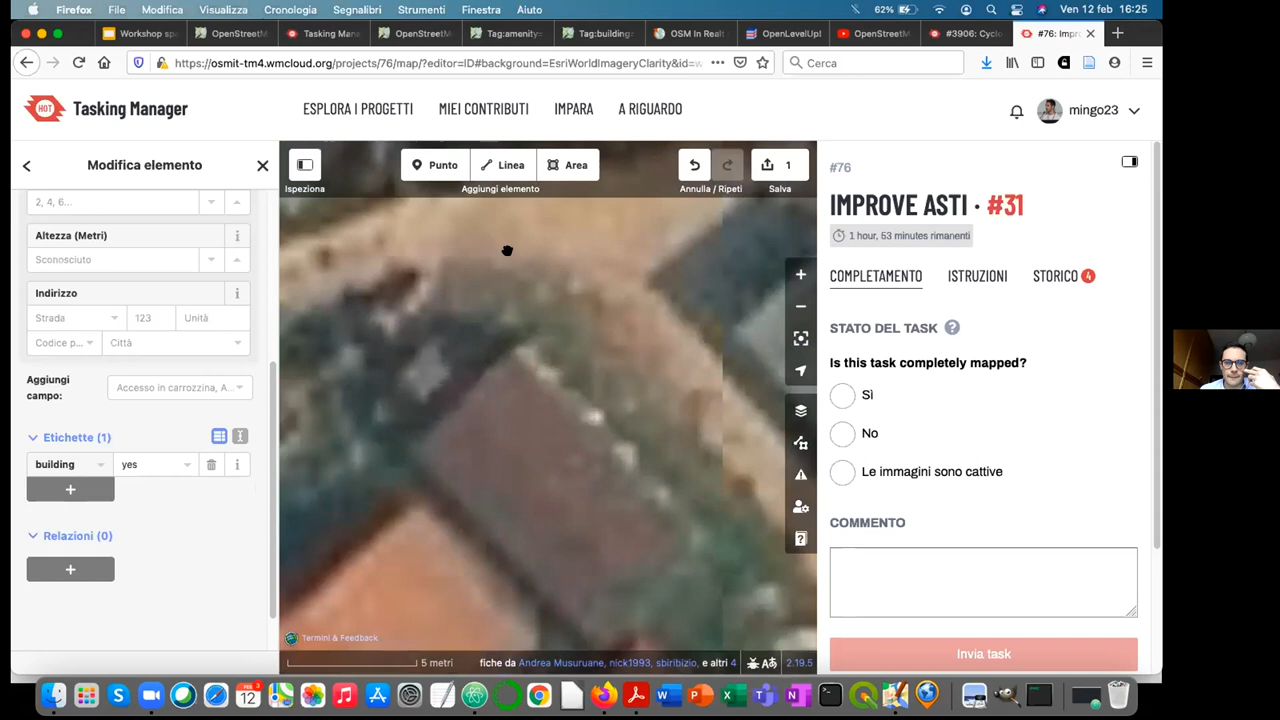 Firefox File Modifica Visualizza Cronologia Segnalibri Strumenti Finestra Aiuto 62% Ven 12 feb 16:25
Workshop sp OpenStreetM Tasking Mana OpenStreetM Tag:amenity= Tag:building= OSM In Realt OpenLevelUp! OpenStreetM #3906: Cyclo #76: Impro
https://osmit-tm4.wmcloud.org/projects/76/map/?editor=ID#background=EsriWorldImageryClarity&id=w Cerca
HOT Tasking Manager ESPLORA I PROGETTI MIEI CONTRIBUTI IMPARA A RIGUARDO mingo23
Modifica elemento
2, 4, 6...
Altezza (Metri)
Sconosciuto
Indirizzo
Strada 123 Unità
Codice p... Città
Aggiungi campo: Accesso in carrozzina, A...
Etichette (1)
building yes
Relazioni (0)
Ispeziona
Punto Linea Area
Aggiungi elemento
Annulla / Ripeti
1
Salva
Termini & Feedback
5 metri fiche da Andrea Musuruane, nick1993, sbiribizio, e altri 4 2.19.5
#76
IMPROVE ASTI · #31
1 hour, 53 minutes rimanenti
COMPLETAMENTO ISTRUZIONI STORICO 4
STATO DEL TASK ?
Is this task completely mapped?
Sì
No
Le immagini sono cattive
COMMENTO
Invia task